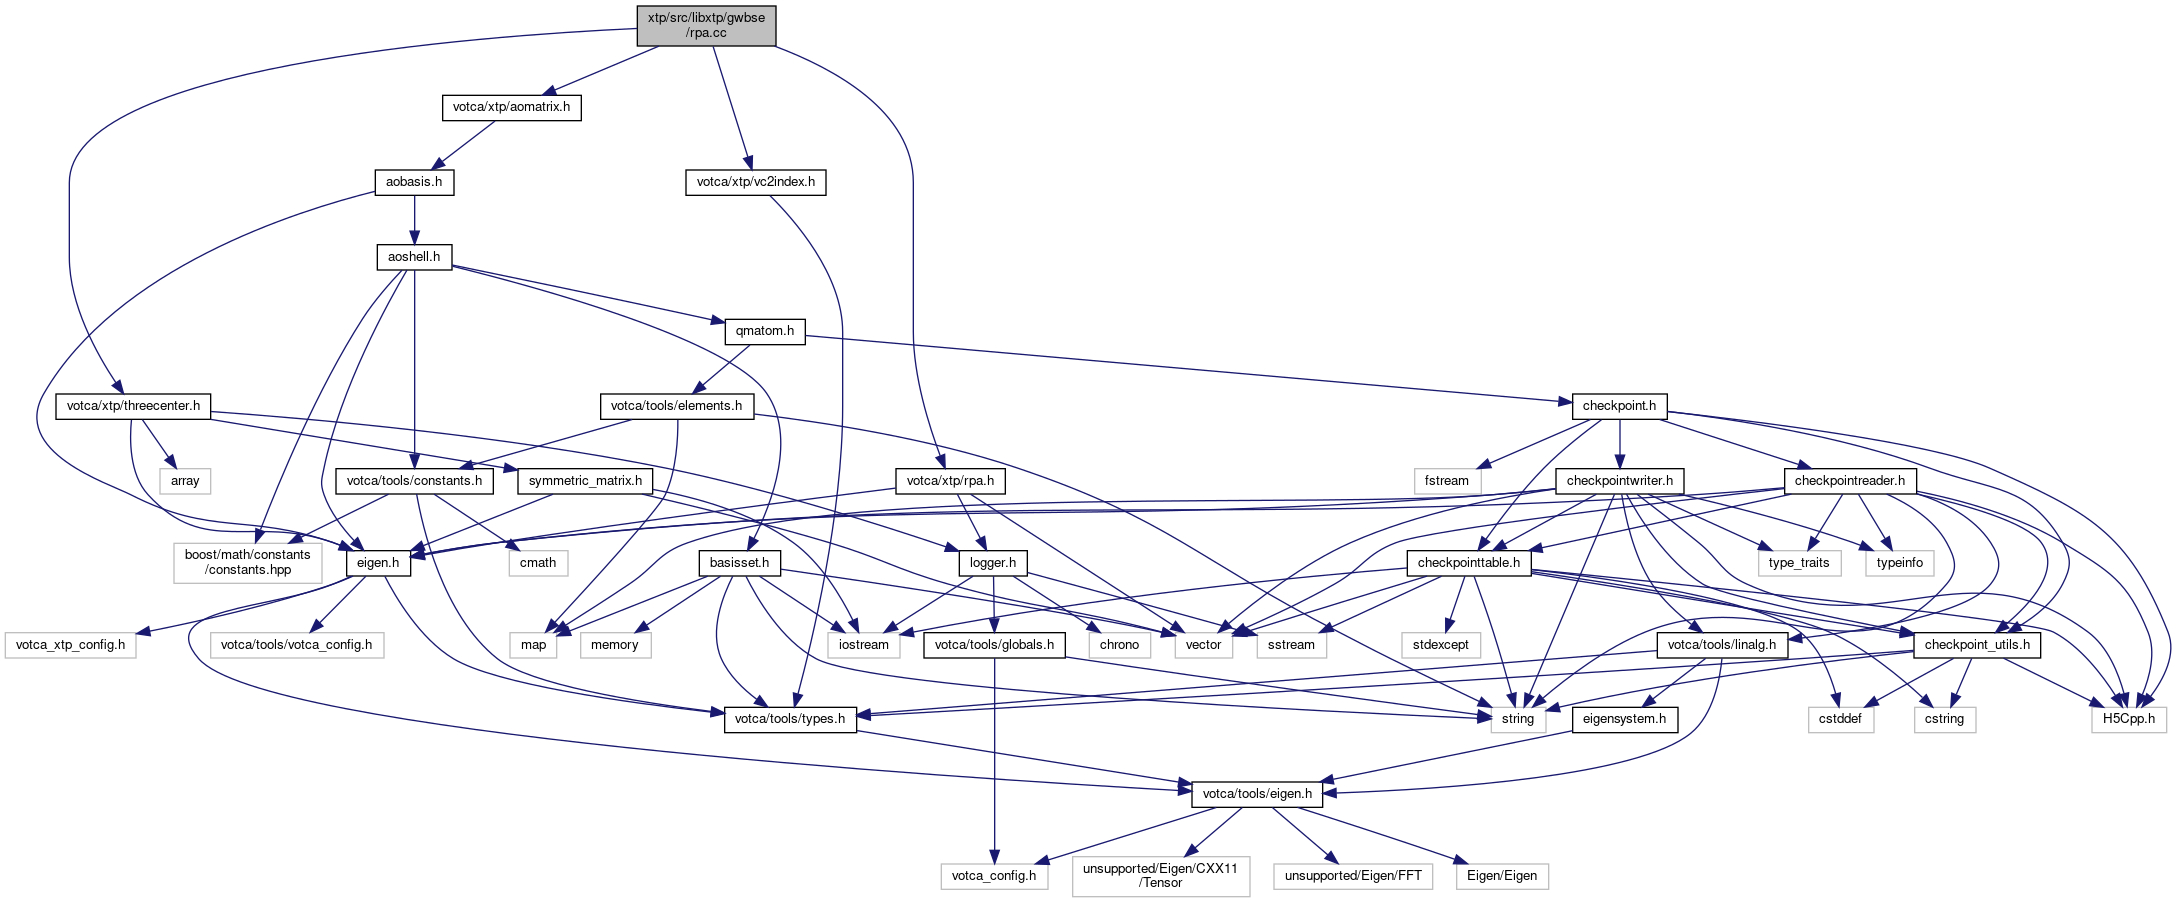 xtp/src/libxtp/gwbse
/rpa.cc
votca/xtp/aomatrix.h
aobasis.h
votca/xtp/vc2index.h
aoshell.h
qmatom.h
votca/xtp/threecenter.h
votca/tools/elements.h
checkpoint.h
array
votca/tools/constants.h
symmetric_matrix.h
votca/xtp/rpa.h
fstream
checkpointwriter.h
checkpointreader.h
boost/math/constants
/constants.hpp
eigen.h
cmath
basisset.h
logger.h
checkpointtable.h
type_traits
typeinfo
votca_xtp_config.h
votca/tools/votca_config.h
map
memory
iostream
votca/tools/globals.h
chrono
vector
sstream
stdexcept
votca/tools/linalg.h
checkpoint_utils.h
votca/tools/types.h
string
eigensystem.h
cstddef
cstring
H5Cpp.h
votca/tools/eigen.h
votca_config.h
unsupported/Eigen/CXX11
/Tensor
unsupported/Eigen/FFT
Eigen/Eigen